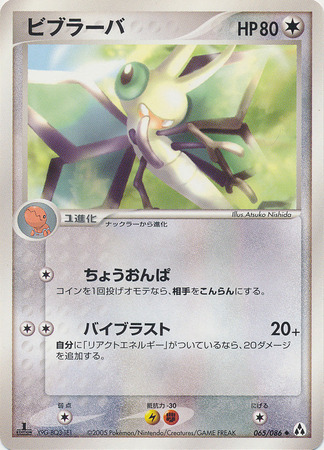 ビブラーバ HP80
Illus.Atsuko Nishida
1進化
ナックラーから進化
ちょうおんぱ
コインを1回投げオモテなら、相手をこんらんにする。
バイブラスト 20+
自分に「リアクトエネルギー」がついているなら、20ダメージ
を追加する。
弱点 抵抗力 -30 にげる
©2005 Pokémon/Nintendo/Creatures/GAME FREAK
065/086